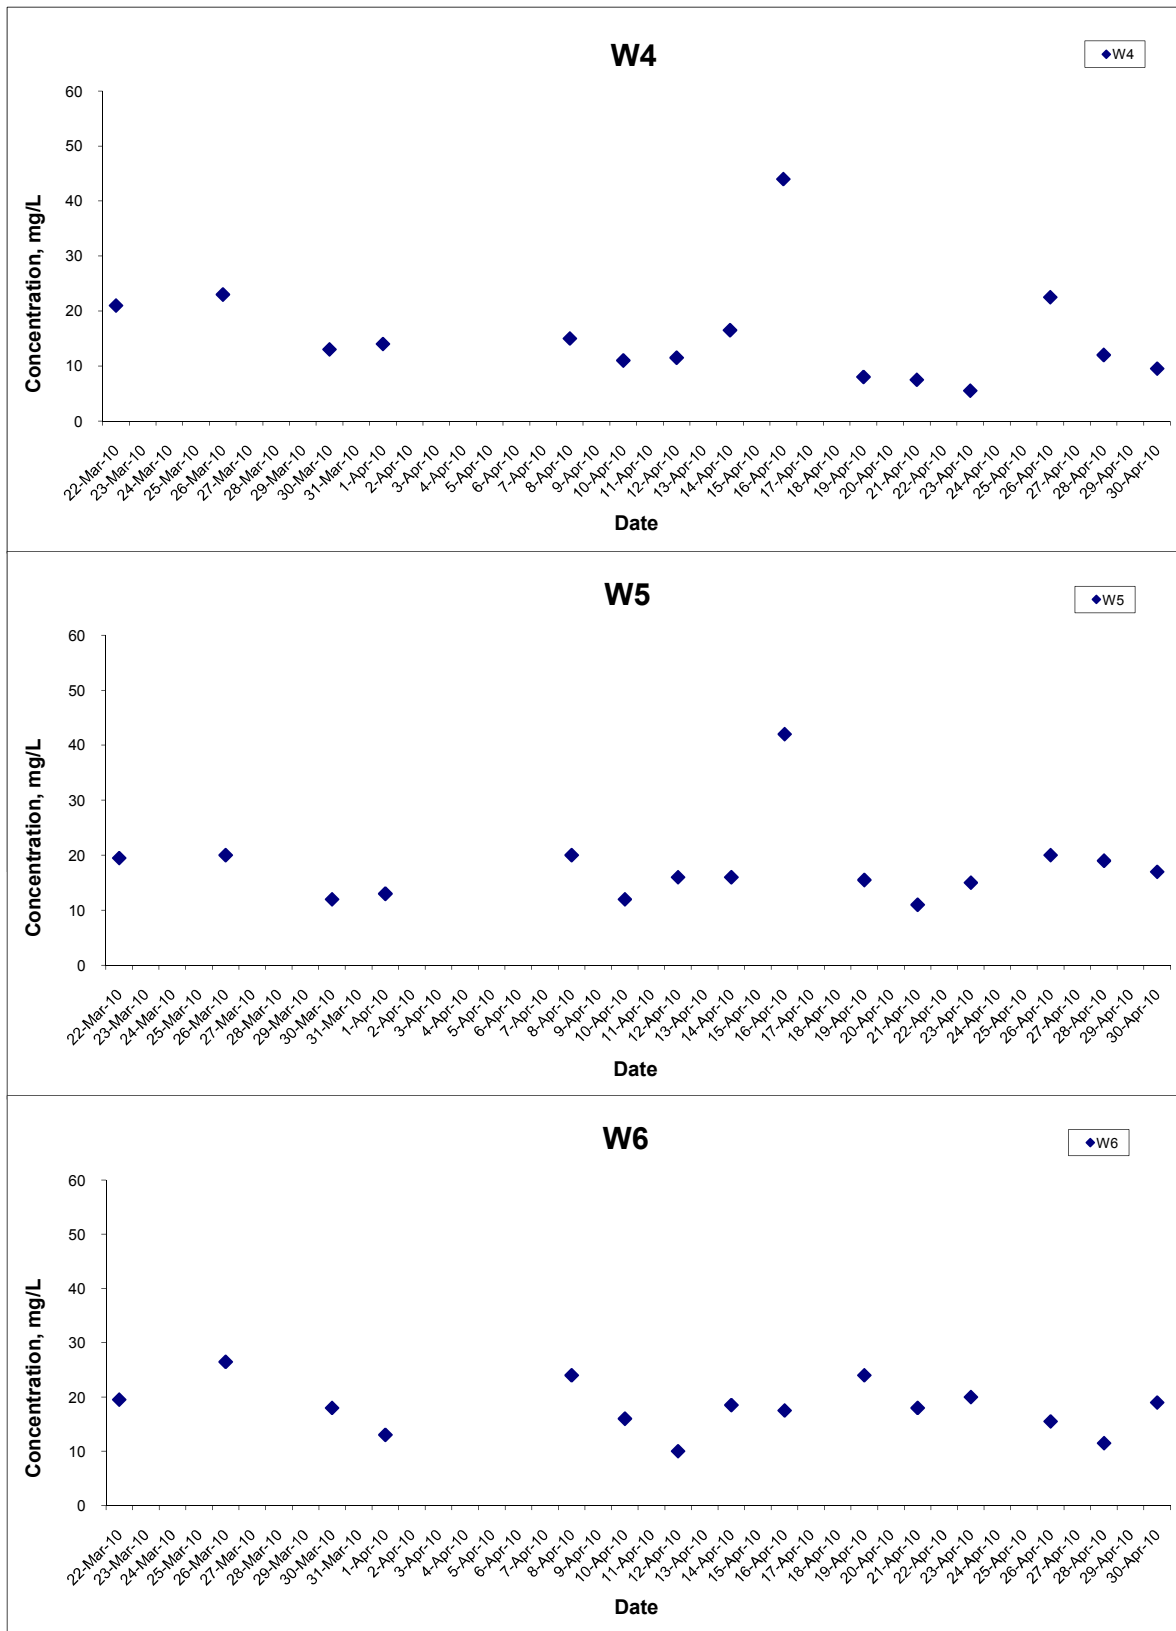 W4
W4
60
50
40
30
20
10
0
Concentration, mg/L
22-Mar-10
23-Mar-10
24-Mar-10
25-Mar-10
26-Mar-10
27-Mar-10
28-Mar-10
29-Mar-10
30-Mar-10
31-Mar-10
1-Apr-10
2-Apr-10
3-Apr-10
4-Apr-10
5-Apr-10
6-Apr-10
7-Apr-10
8-Apr-10
9-Apr-10
10-Apr-10
11-Apr-10
12-Apr-10
13-Apr-10
14-Apr-10
15-Apr-10
16-Apr-10
17-Apr-10
18-Apr-10
19-Apr-10
20-Apr-10
21-Apr-10
22-Apr-10
23-Apr-10
24-Apr-10
25-Apr-10
26-Apr-10
27-Apr-10
28-Apr-10
29-Apr-10
30-Apr-10
Date
W5
W5
60
50
40
30
20
10
0
Concentration, mg/L
22-Mar-10
23-Mar-10
24-Mar-10
25-Mar-10
26-Mar-10
27-Mar-10
28-Mar-10
29-Mar-10
30-Mar-10
31-Mar-10
1-Apr-10
2-Apr-10
3-Apr-10
4-Apr-10
5-Apr-10
6-Apr-10
7-Apr-10
8-Apr-10
9-Apr-10
10-Apr-10
11-Apr-10
12-Apr-10
13-Apr-10
14-Apr-10
15-Apr-10
16-Apr-10
17-Apr-10
18-Apr-10
19-Apr-10
20-Apr-10
21-Apr-10
22-Apr-10
23-Apr-10
24-Apr-10
25-Apr-10
26-Apr-10
27-Apr-10
28-Apr-10
29-Apr-10
30-Apr-10
Date
W6
W6
60
50
40
30
20
10
0
Concentration, mg/L
22-Mar-10
23-Mar-10
24-Mar-10
25-Mar-10
26-Mar-10
27-Mar-10
28-Mar-10
29-Mar-10
30-Mar-10
31-Mar-10
1-Apr-10
2-Apr-10
3-Apr-10
4-Apr-10
5-Apr-10
6-Apr-10
7-Apr-10
8-Apr-10
9-Apr-10
10-Apr-10
11-Apr-10
12-Apr-10
13-Apr-10
14-Apr-10
15-Apr-10
16-Apr-10
17-Apr-10
18-Apr-10
19-Apr-10
20-Apr-10
21-Apr-10
22-Apr-10
23-Apr-10
24-Apr-10
25-Apr-10
26-Apr-10
27-Apr-10
28-Apr-10
29-Apr-10
30-Apr-10
Date